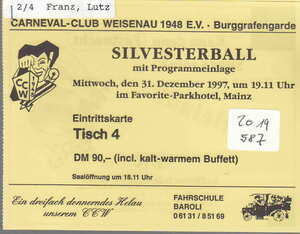 2/4 Franz, Lutz
CARNEVAL-CLUB WEISENAU 1948 E.V. - Burggrafengarde
CCW
SILVESTERBALL
mit Programmeinlage
Mittwoch, den 31. Dezember 1997, um 19.11 Uhr
im Favorite-Parkhotel, Mainz
Eintrittskarte
Tisch 4
2019
587
DM 90,– (incl. kalt-warmem Buffett)
Saalöffnung um 18.11 Uhr
Ein dreifach donnerndes Helau
unserem CCW
FAHRSCHULE
BAROLI
0 61 31 / 8 51 69